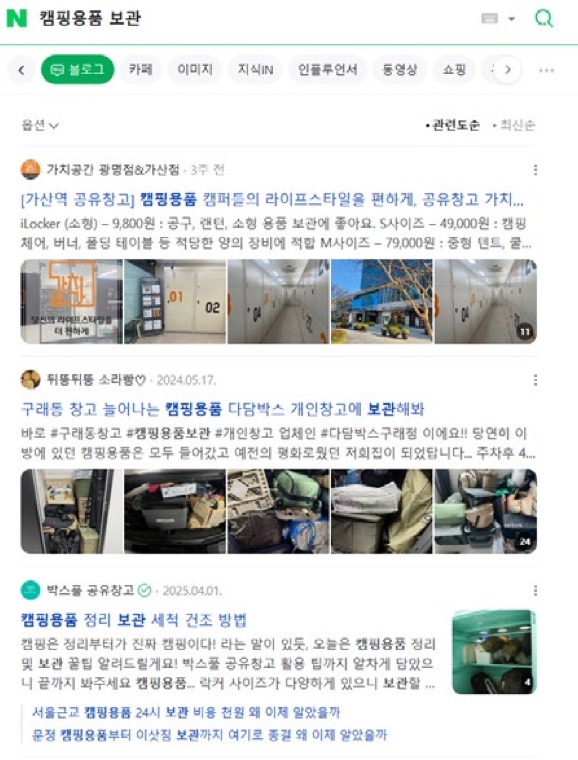 N 캠핑용품 보관
블로그 카페 이미지 지식iN 인플루언서 동영상 쇼핑
옵션 • 관련도순 • 최신순
가치공간 광명점&가산점 · 3주 전
[가산역 공유창고] 캠핑용품 캠퍼들의 라이프스타일을 편하게, 공유창고 가치...
iLocker (소형) – 9,800원 : 공구, 랜턴, 소형 용품 보관에 좋아요. S사이즈 – 49,000원 : 캠핑
체어, 버너, 폴딩 테이블 등 적당한 양의 장비에 적합 M사이즈 – 79,000원 : 중형 텐트, 쿨...
가치
당신의 라이프스타일을
더 편하게
01
02
04
04
11
뒤뚱뒤뚱 소라빵♡ · 2024.05.17.
구래동 창고 늘어나는 캠핑용품 다담박스 개인창고에 보관해봐
바로 #구래동창고 #캠핑용품보관 #개인창고 업체인 #다담박스구래점 이에요!! 당연히 이
방에 있던 캠핑용품은 모두 들어갔고 예전의 평화로웠던 저희집이 되었답니다... 주차후 4...
24
박스풀 공유창고 · 2025.04.01.
캠핑용품 정리 보관 세척 건조 방법
캠핑은 정리부터가 진짜 캠핑이다! 라는 말이 있듯, 오늘은 캠핑용품 정리
및 보관 꿀팁 알려드릴게요! 박스풀 공유창고 활용 팁까지 알차게 담았으
니 끝까지 봐주세요 캠핑용품... 락커 사이즈가 다양하게 있으니 보관할 ...
4
서울근교 캠핑용품 24시 보관 비용 천원 왜 이제 알았을까
문정 캠핑용품부터 이삿짐 보관까지 여기로 종결 왜 이제 알았을까